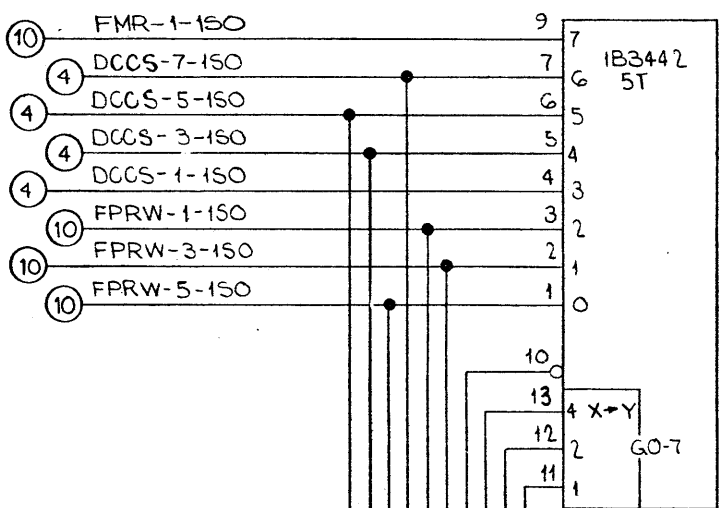 10 FMR-1-1SO 9 7
4 DCCS-7-1SO 7 6
4 DCCS-5-1SO 6 5
4 DCCS-3-1SO 5 4
4 DCCS-1-1SO 4 3
10 FPRW-1-1SO 3 2
10 FPRW-3-1SO 2 1
10 FPRW-5-1SO 1 0
1B3442
5T
10
13 4 X→Y
12 2 GO-7
11 1